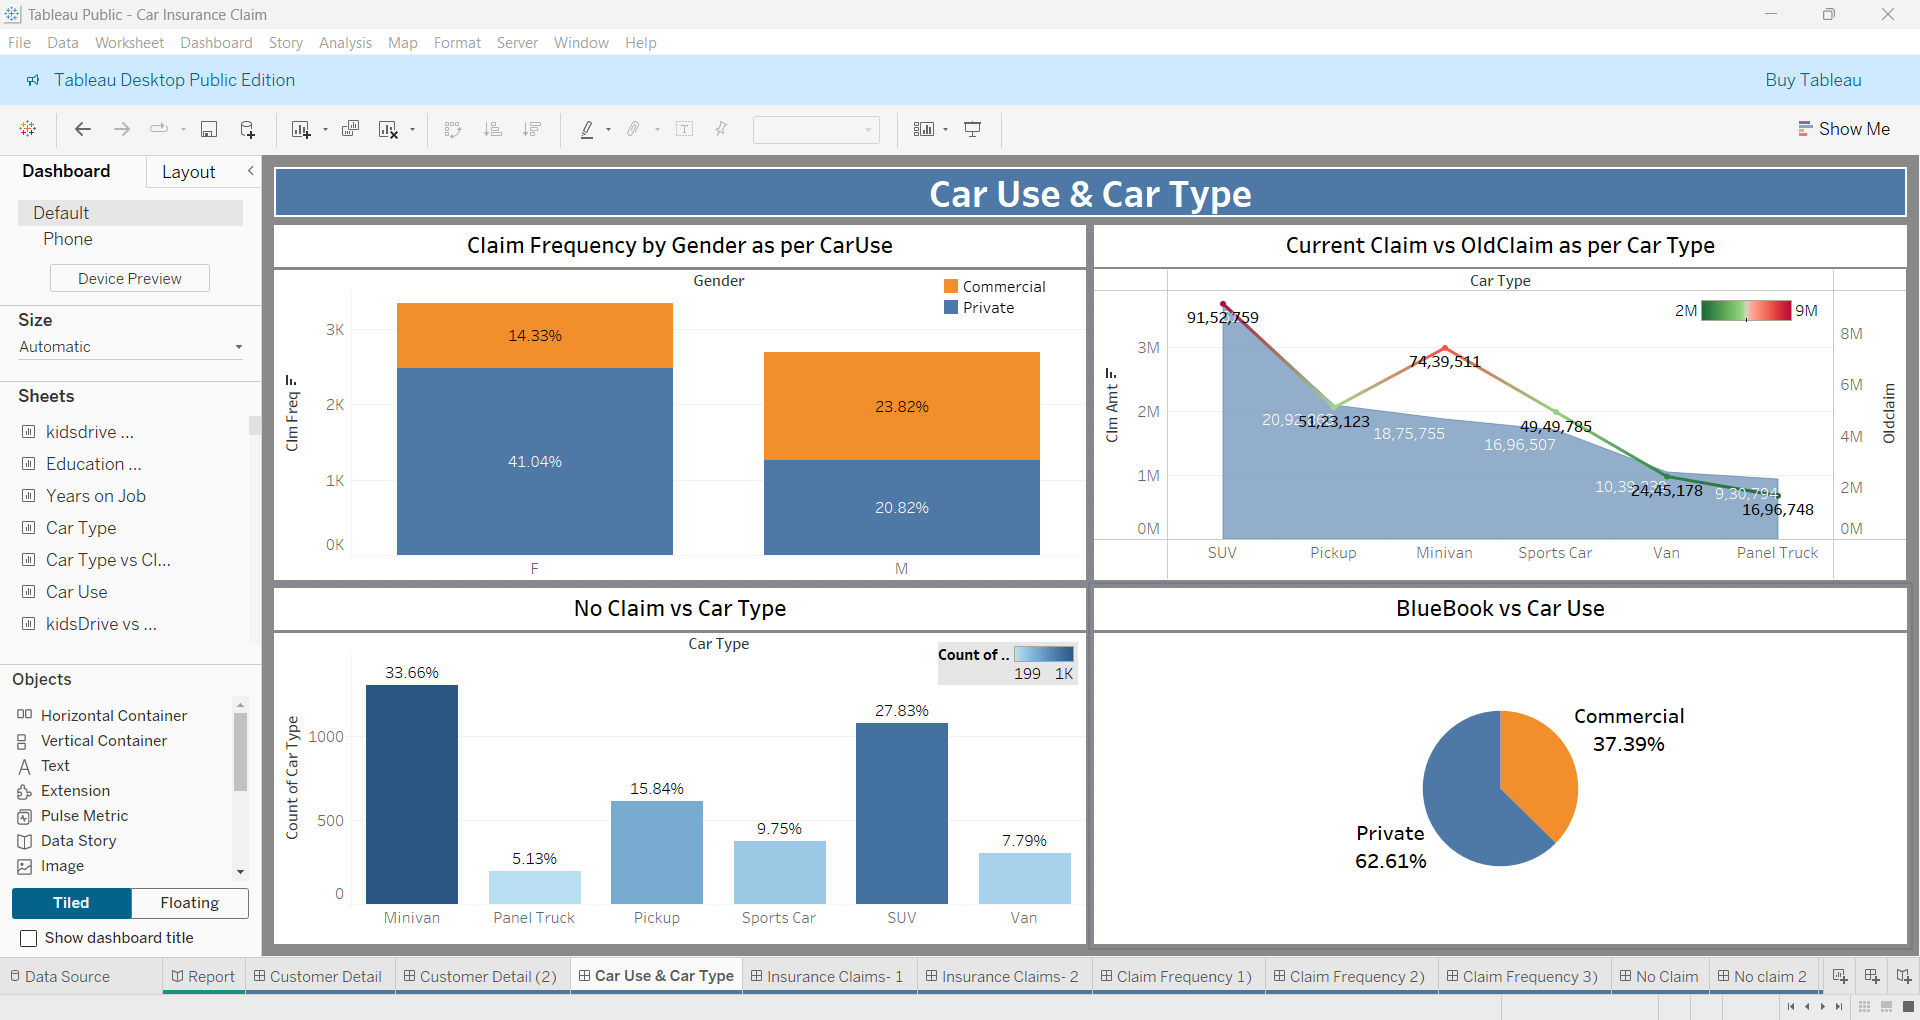 Tableau Public - Car Insurance Claim
File Data Worksheet Dashboard Story Analysis Map Format Server Window Help
Tableau Desktop Public Edition
Buy Tableau
Show Me
Dashboard
Layout
Default
Phone
Device Preview
Size
Automatic
Sheets
kidsdrive ...
Education ...
Years on Job
Car Type
Car Type vs Cl...
Car Use
kidsDrive vs ...
Objects
Horizontal Container
Vertical Container
Text
Extension
Pulse Metric
Data Story
Image
Tiled
Floating
Show dashboard title
Car Use & Car Type
Claim Frequency by Gender as per CarUse
Gender
Commercial
Private
Clm Freq
3K
2K
1K
0K
14.33%
41.04%
23.82%
20.82%
F
M
Current Claim vs OldClaim as per Car Type
Car Type
2M
9M
Clm Amt
3M
2M
1M
0M
8M
6M
4M
2M
0M
Oldclaim
91,52,759
74,39,511
51,23,123
18,75,755
49,49,785
16,96,507
24,45,178
9,30,794
16,96,748
SUV
Pickup
Minivan
Sports Car
Van
Panel Truck
No Claim vs Car Type
Car Type
Count of ..
199
1K
Count of Car Type
1000
500
0
33.66%
5.13%
15.84%
9.75%
27.83%
7.79%
Minivan
Panel Truck
Pickup
Sports Car
SUV
Van
BlueBook vs Car Use
Commercial
37.39%
Private
62.61%
Data Source
Report
Customer Detail
Customer Detail (2)
Car Use & Car Type
Insurance Claims- 1
Insurance Claims- 2
Claim Frequency 1)
Claim Frequency 2)
Claim Frequency 3)
No Claim
No claim 2